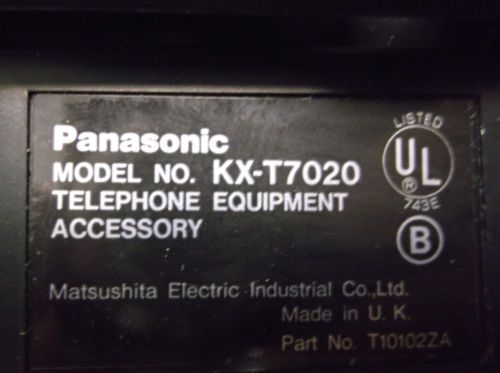 Panasonic
MODEL NO. KX-T7020
TELEPHONE EQUIPMENT
ACCESSORY
LISTED
UL
®
743E
B
Matsushita Electric Industrial Co.,Ltd.
Made in U. K.
Part No. T10102ZA